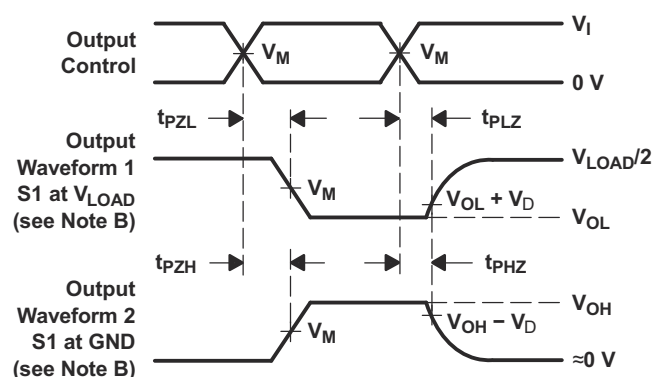 Output
Control
V_I
V_M
V_M
0 V
t_PZL
t_PLZ
Output
Waveform 1
S1 at V_LOAD
(see Note B)
V_LOAD/2
V_M
V_OL + V_D
V_OL
t_PZH
t_PHZ
Output
Waveform 2
S1 at GND
(see Note B)
V_OH
V_M
V_OH − V_D
≈0 V